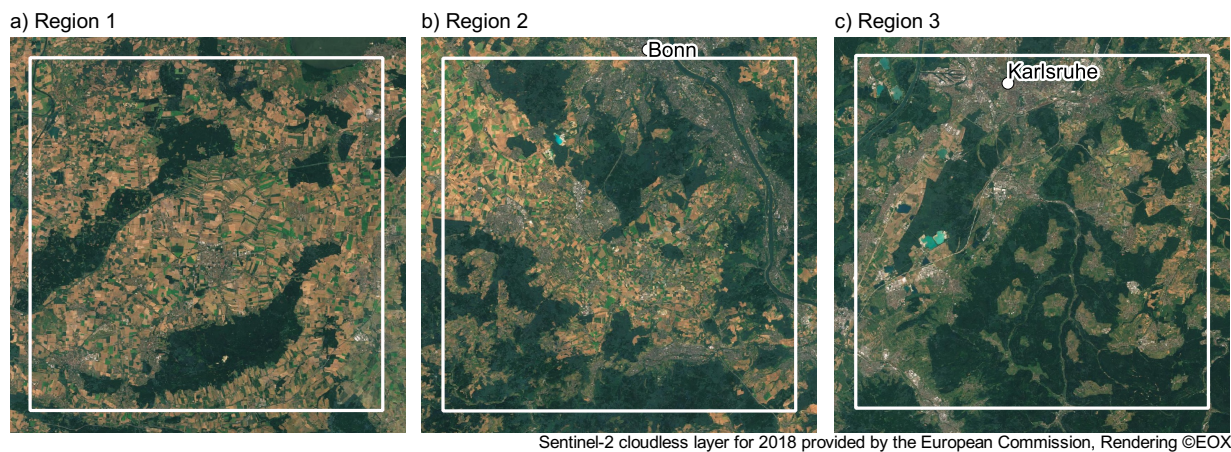 a) Region 1
b) Region 2
c) Region 3
Bonn
Karlsruhe
Sentinel-2 cloudless layer for 2018 provided by the European Commission, Rendering ©EOX